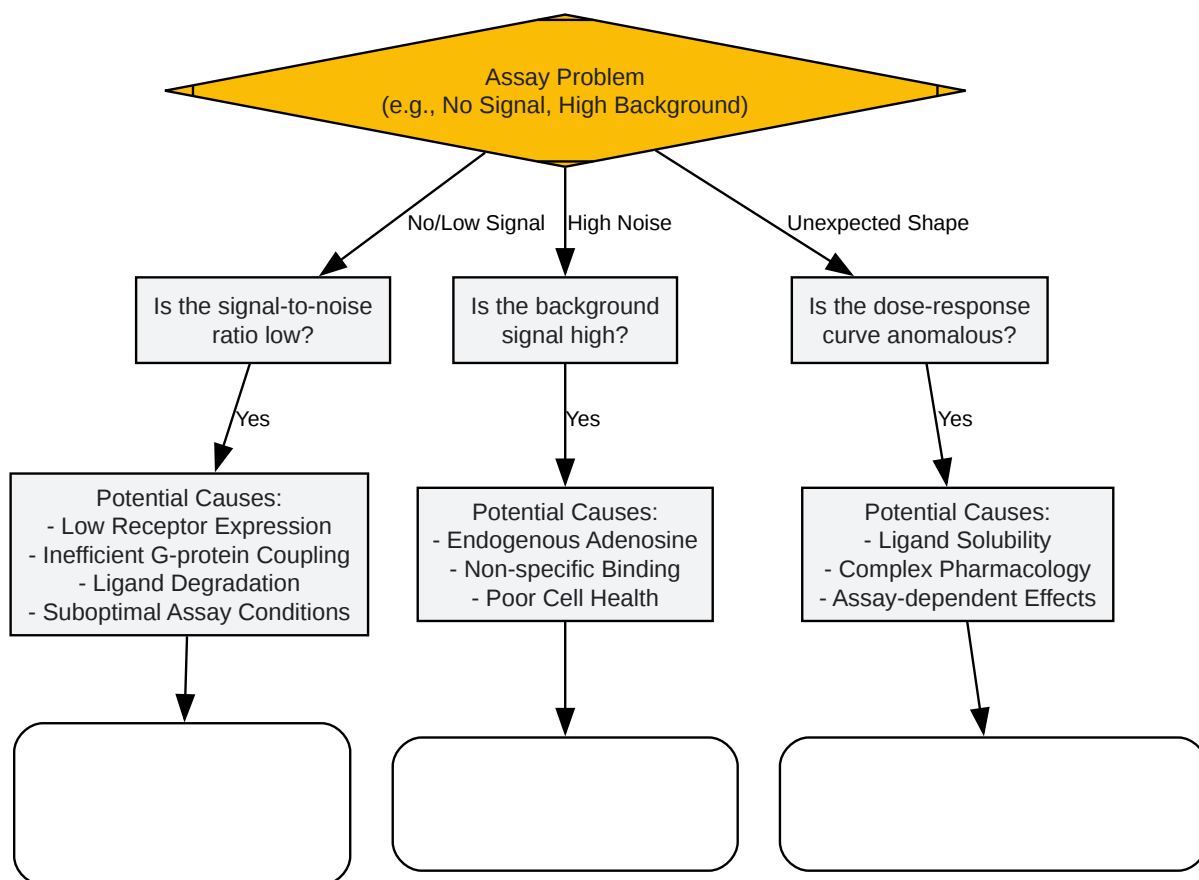 Assay Problem
(e.g., No Signal, High Background)
No/Low Signal
High Noise
Unexpected Shape
Is the signal-to-noise
ratio low?
Is the background
signal high?
Is the dose-response
curve anomalous?
Yes
Yes
Yes
Potential Causes:
- Low Receptor Expression
- Inefficient G-protein Coupling
- Ligand Degradation
- Suboptimal Assay Conditions
Potential Causes:
- Endogenous Adenosine
- Non-specific Binding
- Poor Cell Health
Potential Causes:
- Ligand Solubility
- Complex Pharmacology
- Assay-dependent Effects